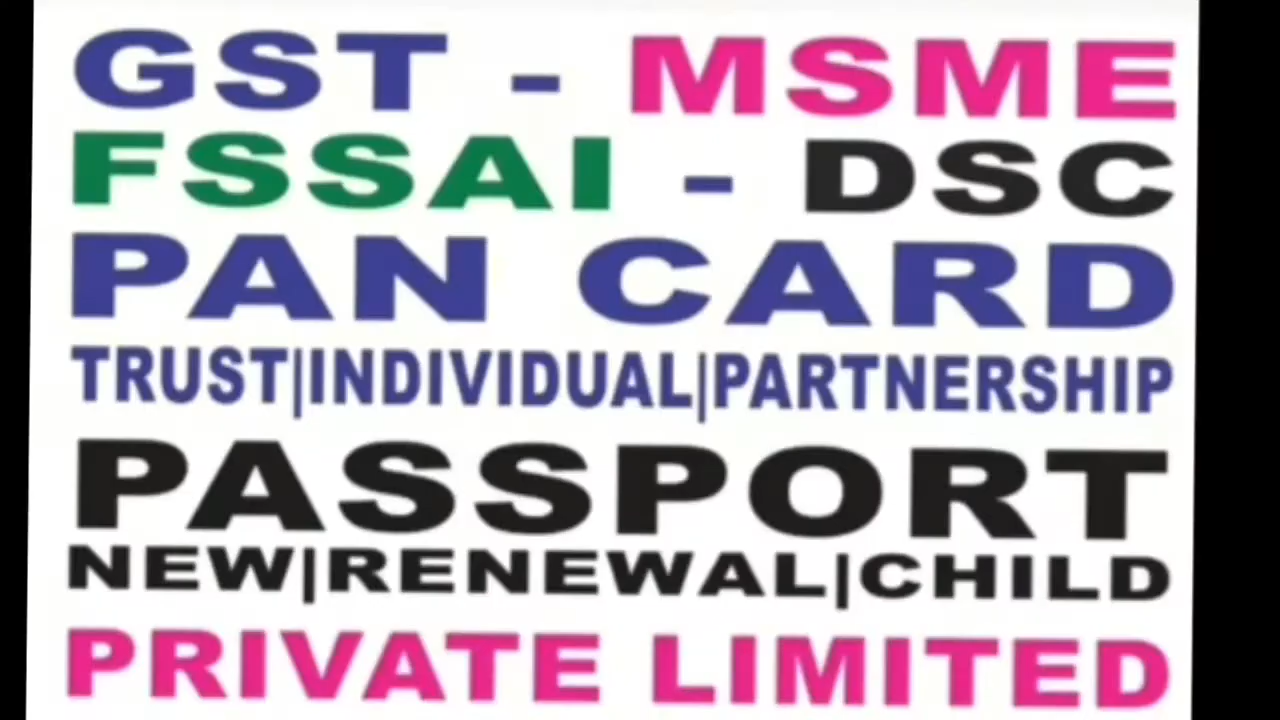 GST - MSME
FSSAI - DSC
PAN CARD
TRUST|INDIVIDUAL|PARTNERSHIP
PASSPORT
NEW|RENEWAL|CHILD
PRIVATE LIMITED